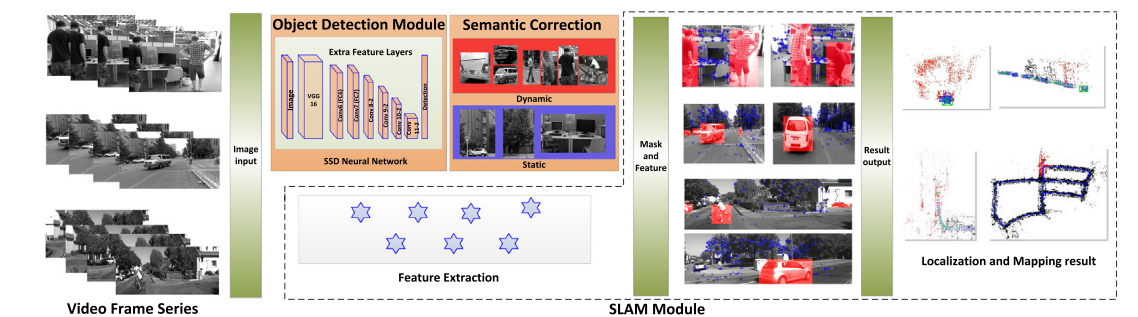 Object Detection Module
Semantic Correction
Extra Feature Layers
Image
VGG
16
Conv6 (FC6)
Conv7 (FC7)
Conv 8-2
Conv 9-2
Conv 10-2
Conv
11-2
Detection
SSD Neural Network
Dynamic
Static
Image
input
Mask
and
Feature
Result
output
Feature Extraction
Localization and Mapping result
Video Frame Series
SLAM Module